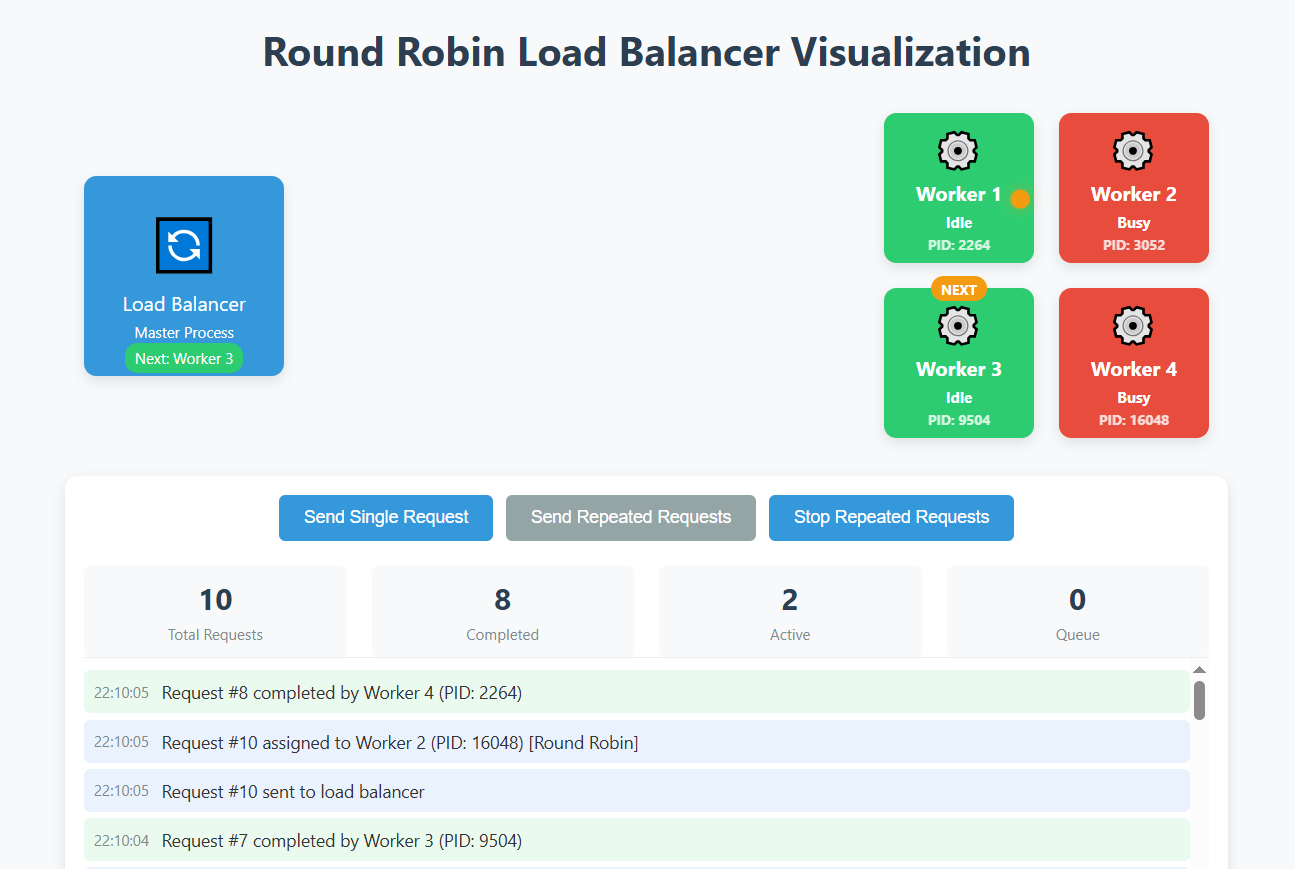 Round Robin Load Balancer Visualization
Load Balancer
Master Process
Next: Worker 3
Worker 1
Idle
PID: 2264
Worker 2
Busy
PID: 3052
NEXT
Worker 3
Idle
PID: 9504
Worker 4
Busy
PID: 16048
Send Single Request
Send Repeated Requests
Stop Repeated Requests
10
Total Requests
8
Completed
2
Active
0
Queue
22:10:05 Request #8 completed by Worker 4 (PID: 2264)
22:10:05 Request #10 assigned to Worker 2 (PID: 16048) [Round Robin]
22:10:05 Request #10 sent to load balancer
22:10:04 Request #7 completed by Worker 3 (PID: 9504)